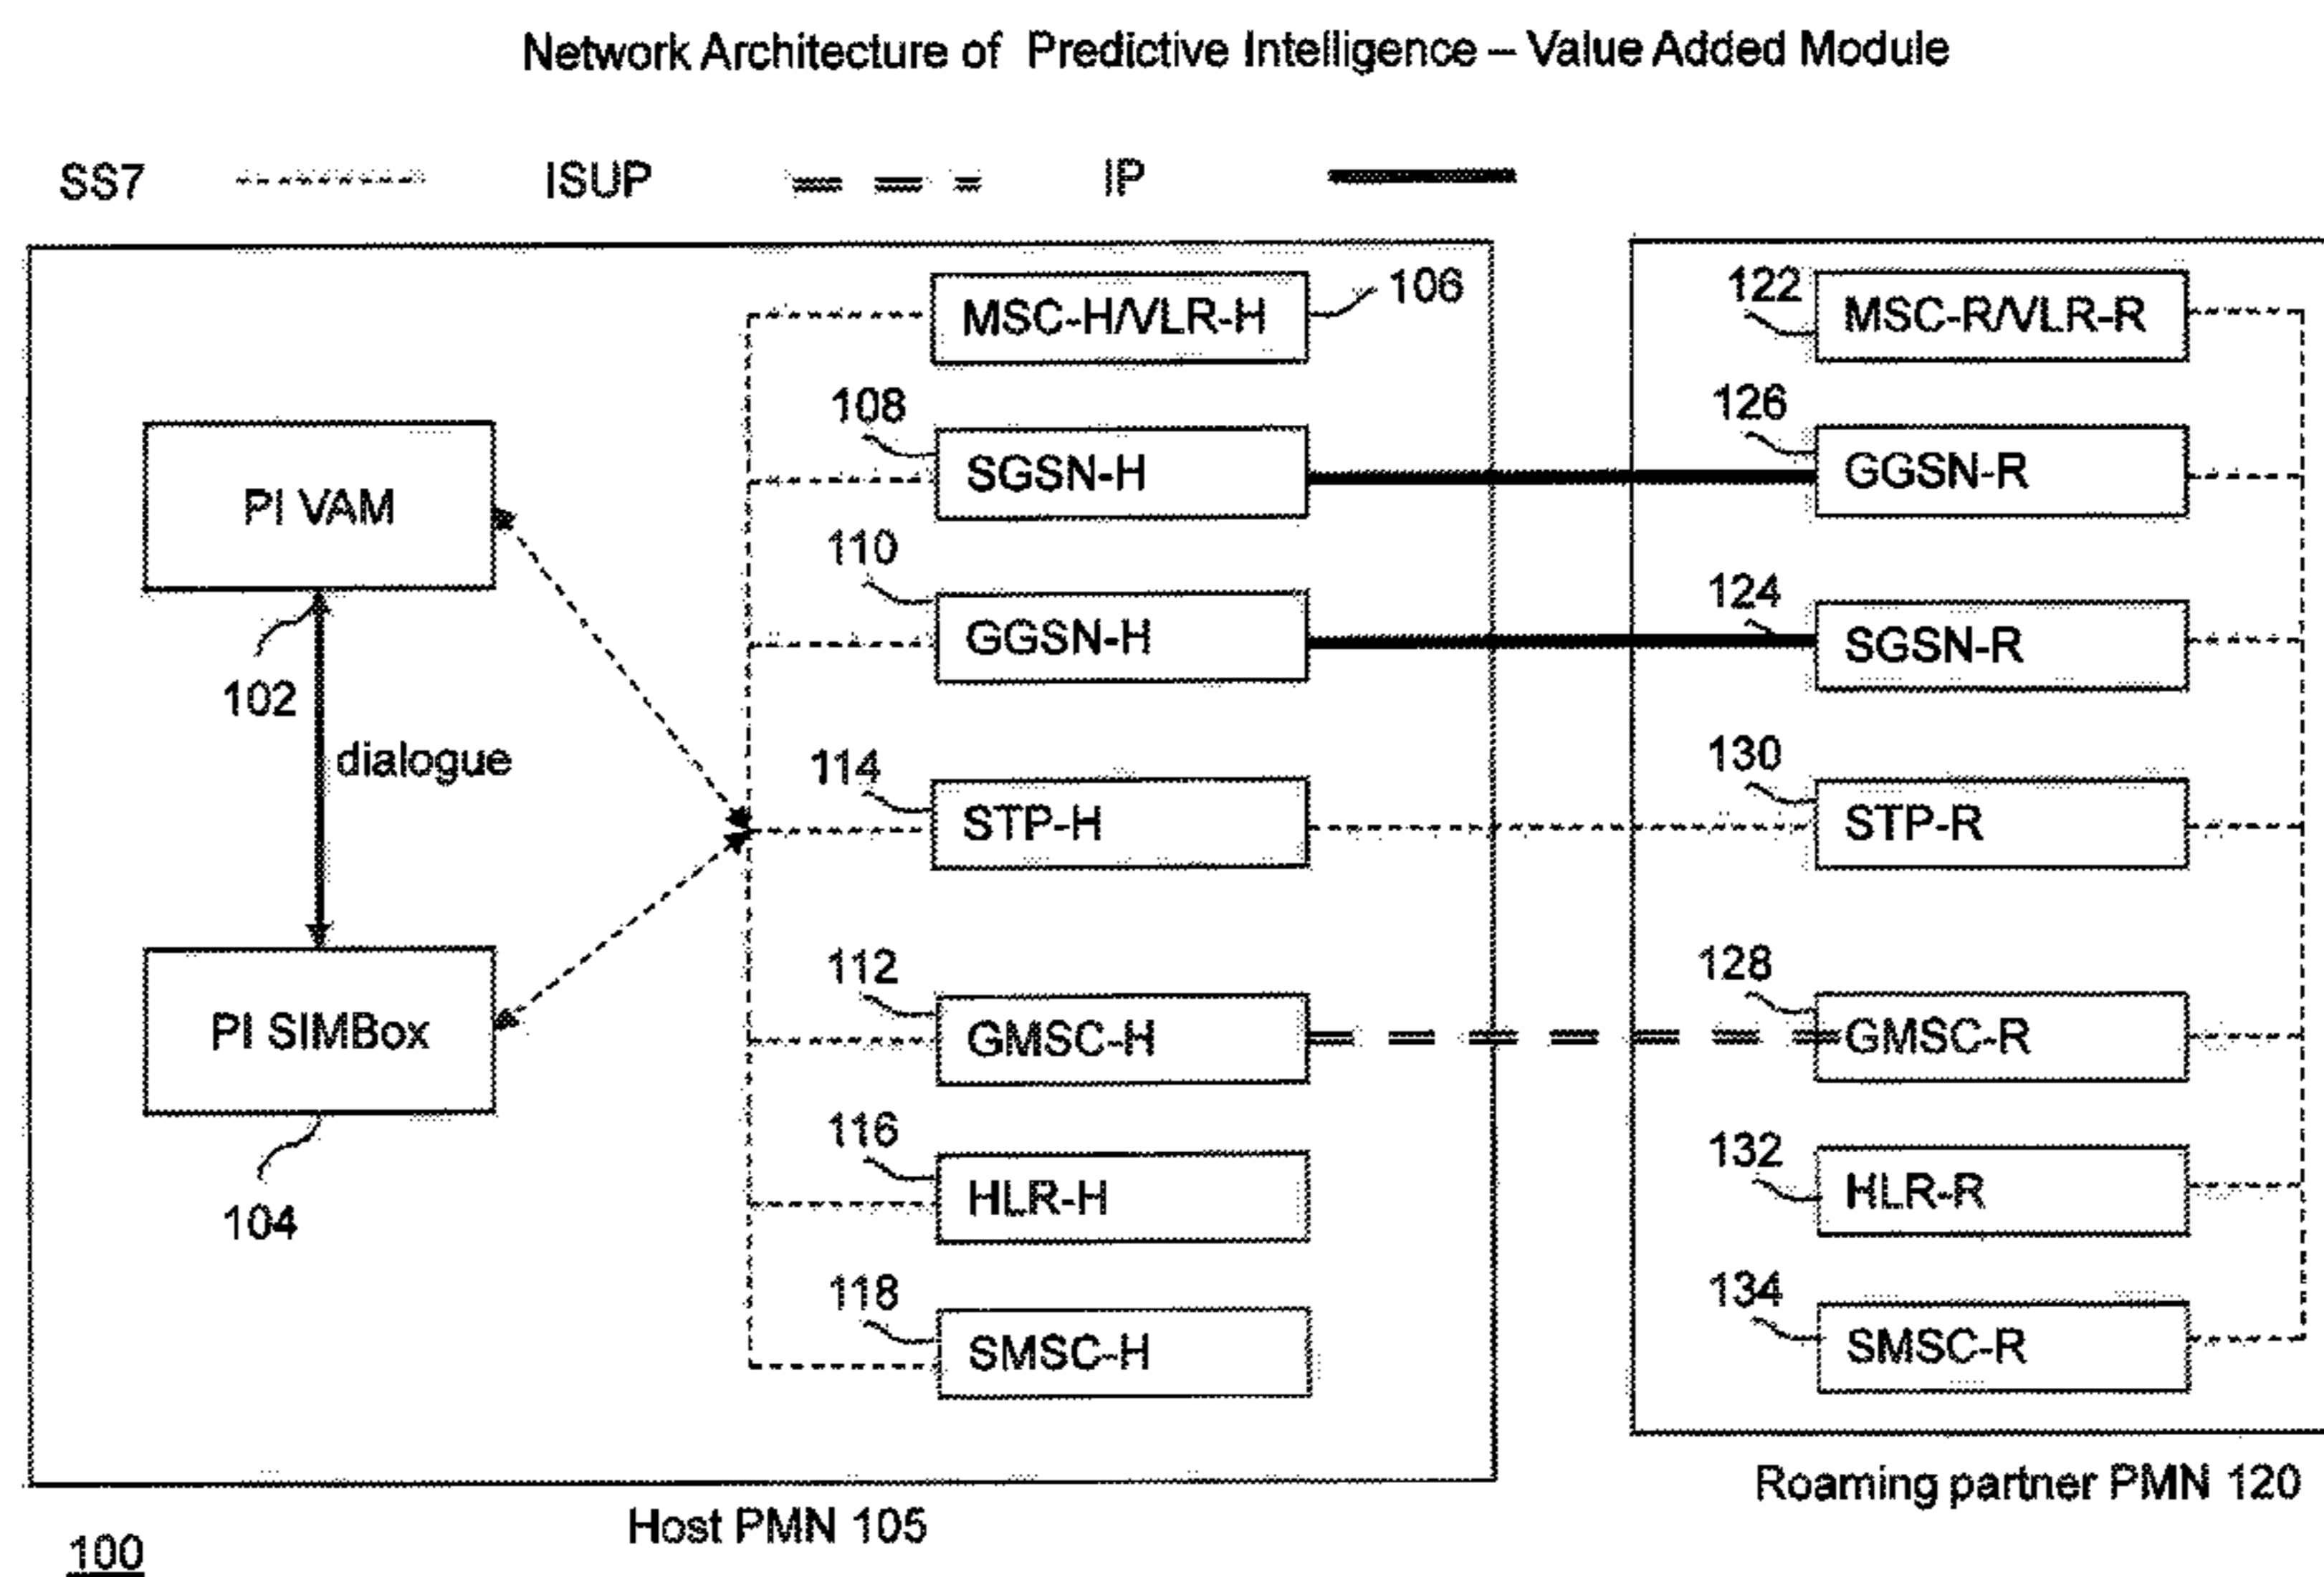 Network Architecture of Predictive Intelligence – Value Added Module
SS7 ISUP IP
MSC-H/VLR-H 106
122 MSC-R/VLR-R
108
SGSN-H
126
GGSN-R
PI VAM
102
110
GGSN-H
124
SGSN-R
dialogue
114
STP-H
130
STP-R
PI SIMBox
104
112
GMSC-H
128
GMSC-R
116
HLR-H
132
HLR-R
118
SMSC-H
134
SMSC-R
Host PMN 105
Roaming partner PMN 120
100